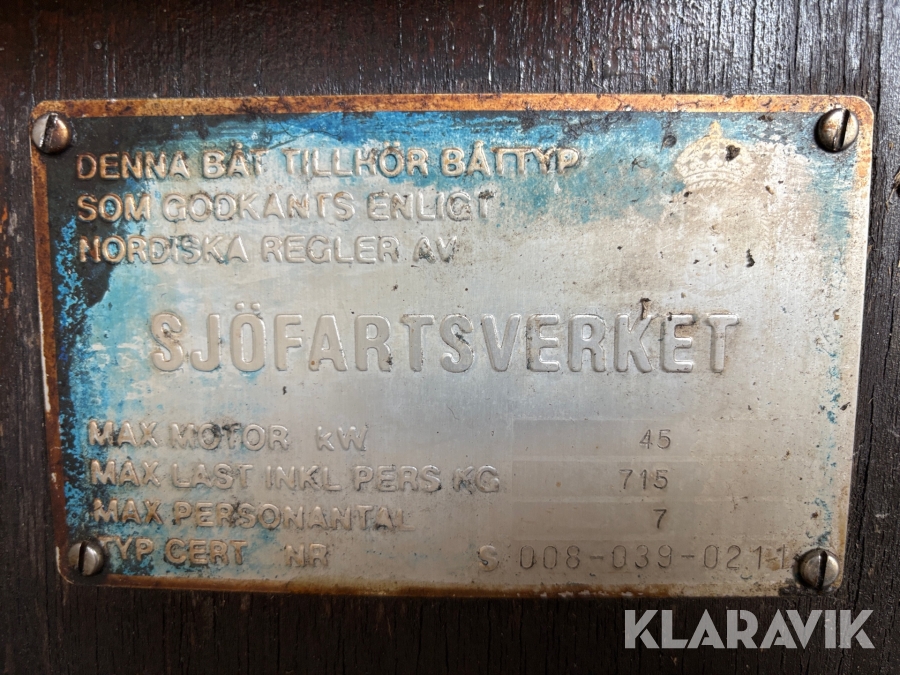 DENNA BÅT TILLHÖR BÅTTYP
SOM GODKÄNTS ENLIGT
NORDISKA REGLER AV
SJÖFARTSVERKET
MAX MOTOR kW 45
MAX LAST INKL PERS KG 715
MAX PERSONANTAL 7
TYP CERT NR S 008-039-0211
KLARAVIK